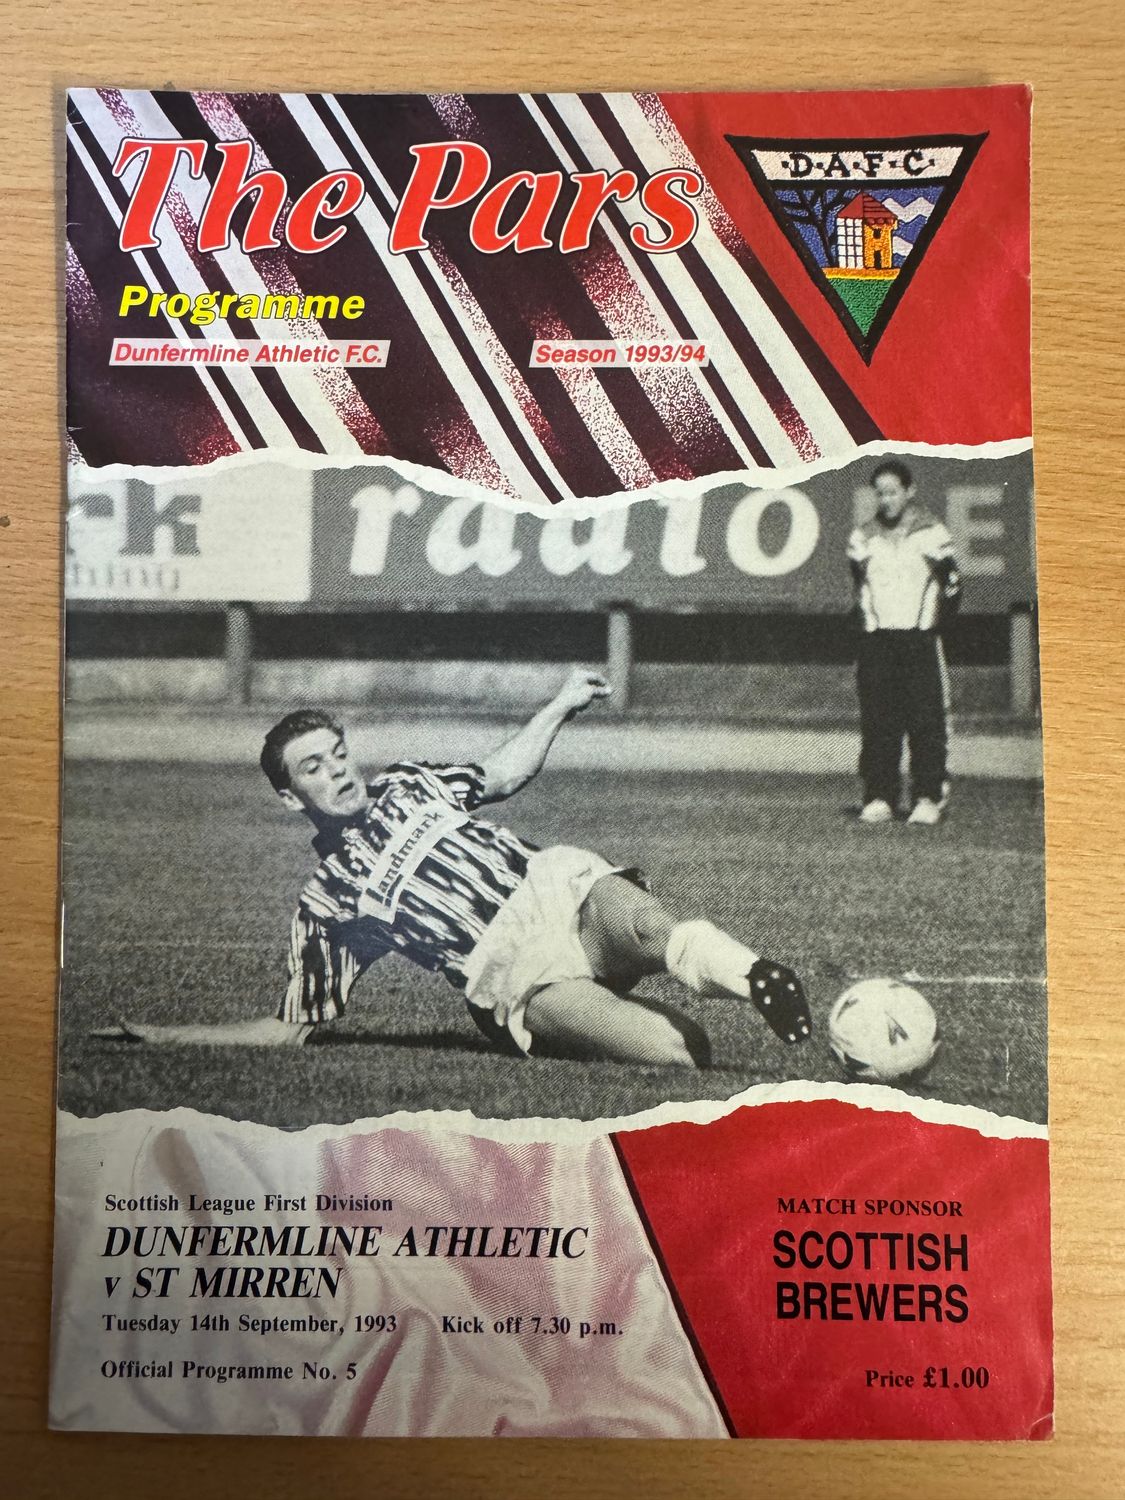 The Pars
D·A·F·C
Programme
Dunfermline Athletic F.C.
Season 1993/94
radio
landmark
Scottish League First Division
DUNFERMLINE ATHLETIC
v ST MIRREN
Tuesday 14th September, 1993 Kick off 7.30 p.m.
Official Programme No. 5
MATCH SPONSOR
SCOTTISH
BREWERS
Price £1.00